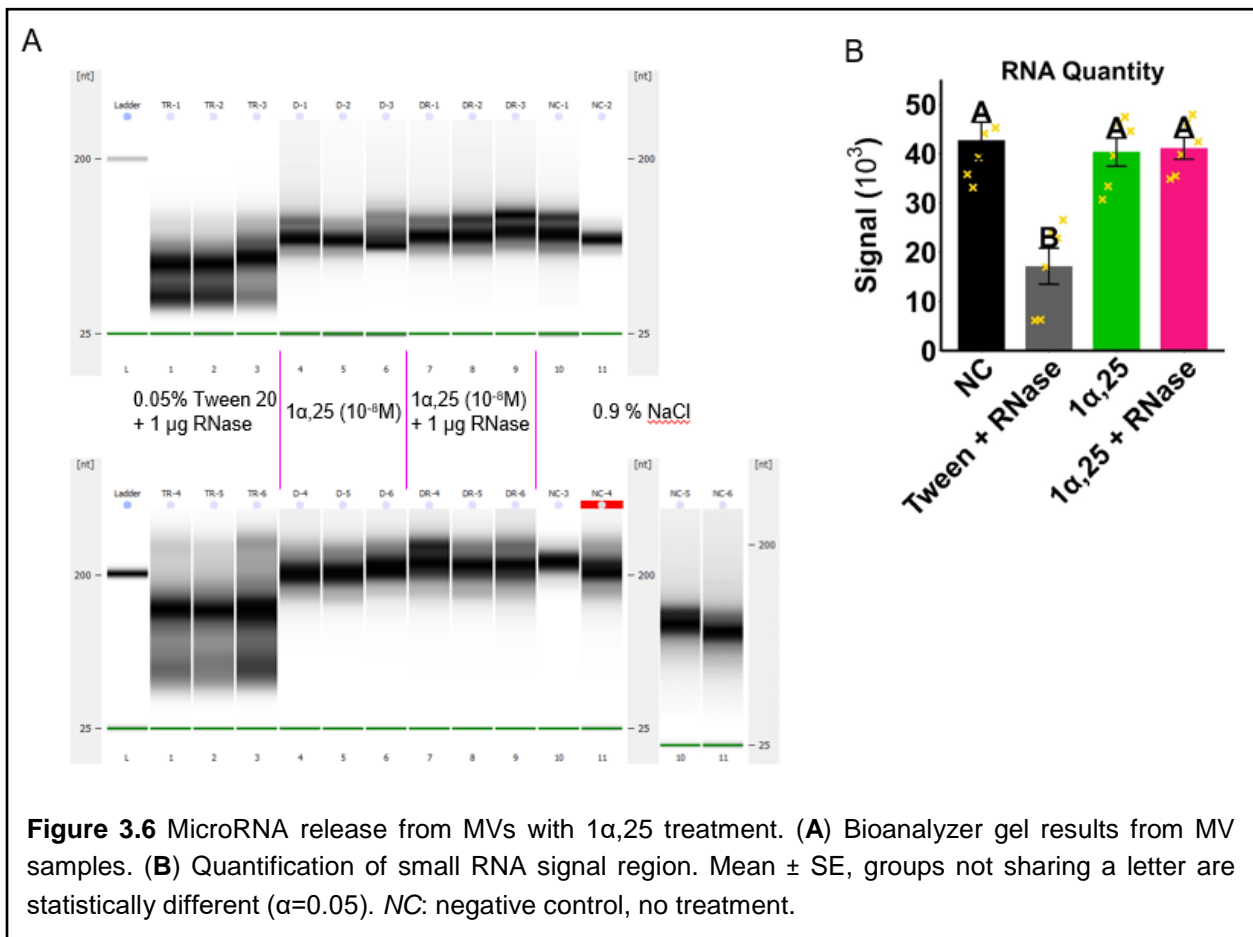 A
[nt]
[nt]
Ladder TR-1 TR-2 TR-3 D-1 D-2 D-3 DR-1 DR-2 DR-3 NC-1 NC-2
200
200
25
25
L 1 2 3 4 5 6 7 8 9 10 11
0.05% Tween 20
+ 1 µg RNase
1α,25 (10⁻⁸M)
1α,25 (10⁻⁸M)
+ 1 µg RNase
0.9 % NaCl
[nt]
[nt]
[nt]
Ladder TR-4 TR-5 TR-6 D-4 D-5 D-6 DR-4 DR-5 DR-6 NC-3 NC-4
NC-5 NC-6
200
200
200
25
25
25
L 1 2 3 4 5 6 7 8 9 10 11
10 11
B
RNA Quantity
Signal (10³)
50
40
30
20
10
0
A
B
A
A
NC
Tween + RNase
1α,25
1α,25 + RNase
Figure 3.6 MicroRNA release from MVs with 1α,25 treatment. (A) Bioanalyzer gel results from MV
samples. (B) Quantification of small RNA signal region. Mean ± SE, groups not sharing a letter are
statistically different (α=0.05). NC: negative control, no treatment.